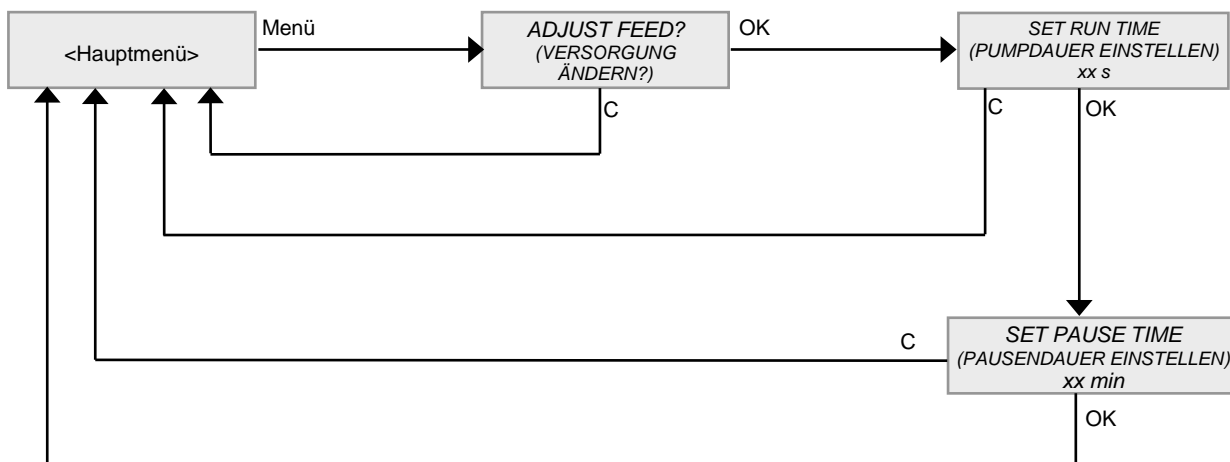 <Hauptmenü>
Menü
ADJUST FEED?
(VERSORGUNG
ÄNDERN?)
OK
SET RUN TIME
(PUMPDAUER EINSTELLEN)
xx s
C
C
OK
SET PAUSE TIME
(PAUSENDAUER EINSTELLEN)
xx min
C
OK